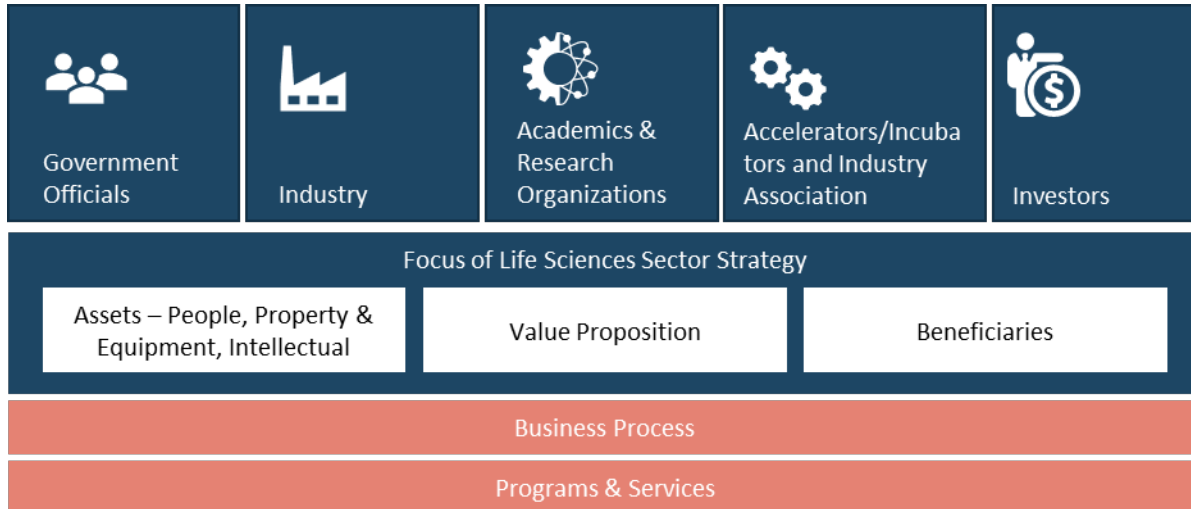 Government
Officials
Industry
Academics &
Research
Organizations
Accelerators/Incuba
tors and Industry
Association
Investors
Focus of Life Sciences Sector Strategy
Assets – People, Property &
Equipment, Intellectual
Value Proposition
Beneficiaries
Business Process
Programs & Services